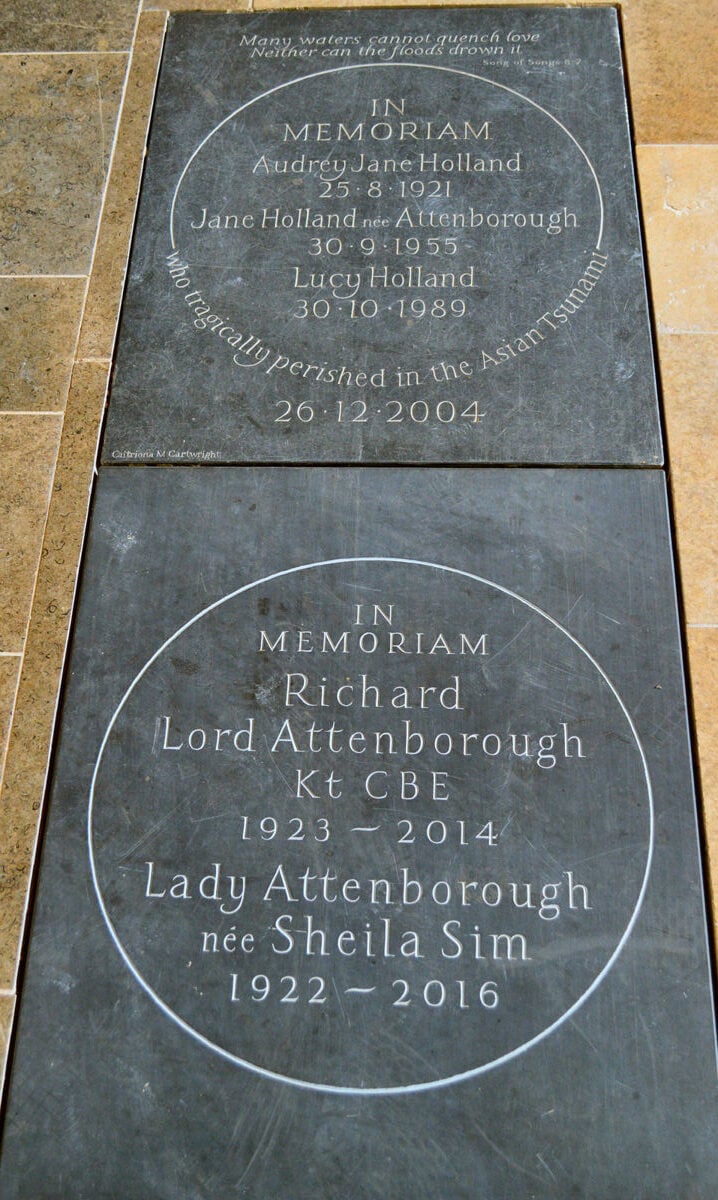 Many waters cannot quench love
Neither can the floods drown it
Song of Songs 8:7
IN
MEMORIAM
Audrey Jane Holland
25·8·1921
Jane Holland née Attenborough
30·9·1955
Lucy Holland
30·10·1989
who tragically perished in the Asian Tsunami
26·12·2004
Caitriona M Cartwright
IN
MEMORIAM
Richard
Lord Attenborough
Kt CBE
1923 ~ 2014
Lady Attenborough
née Sheila Sim
1922 ~ 2016